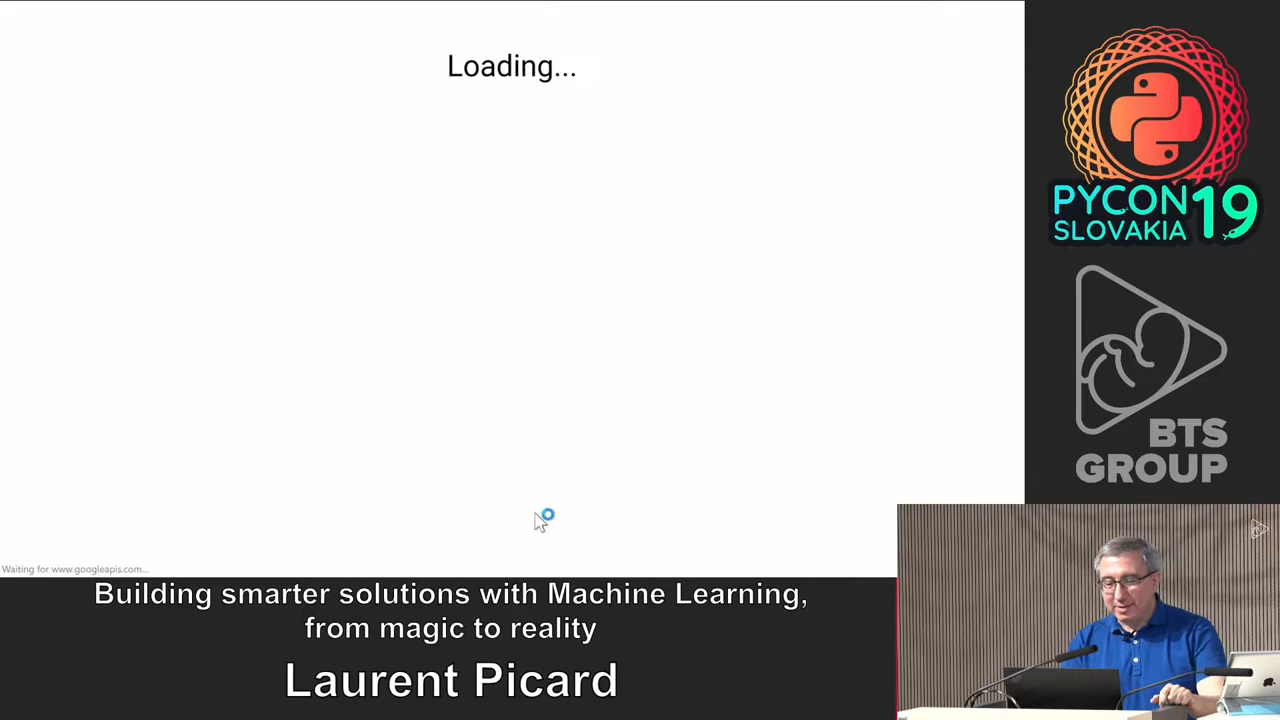 Loading...
PYCON 19
SLOVAKIA
BTS
GROUP
Waiting for www.googleapis.com...
Building smarter solutions with Machine Learning,
from magic to reality
Laurent Picard